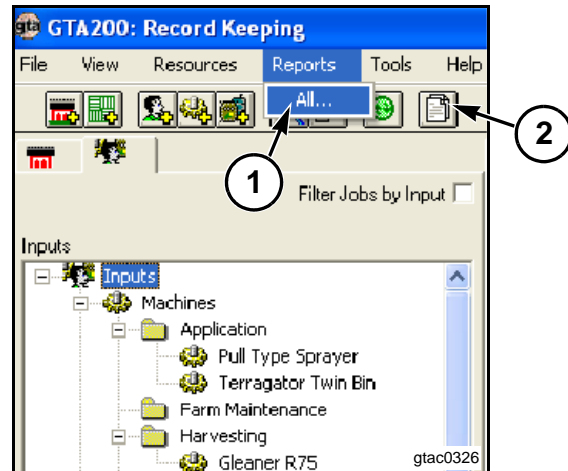 gta GTA200: Record Keeping
File View Resources Reports Tools Help
All...
2
1
Filter Jobs by Input
Inputs
Inputs
Machines
Application
Pull Type Sprayer
Terragator Twin Bin
Farm Maintenance
Harvesting
Gleaner R75
gtac0326